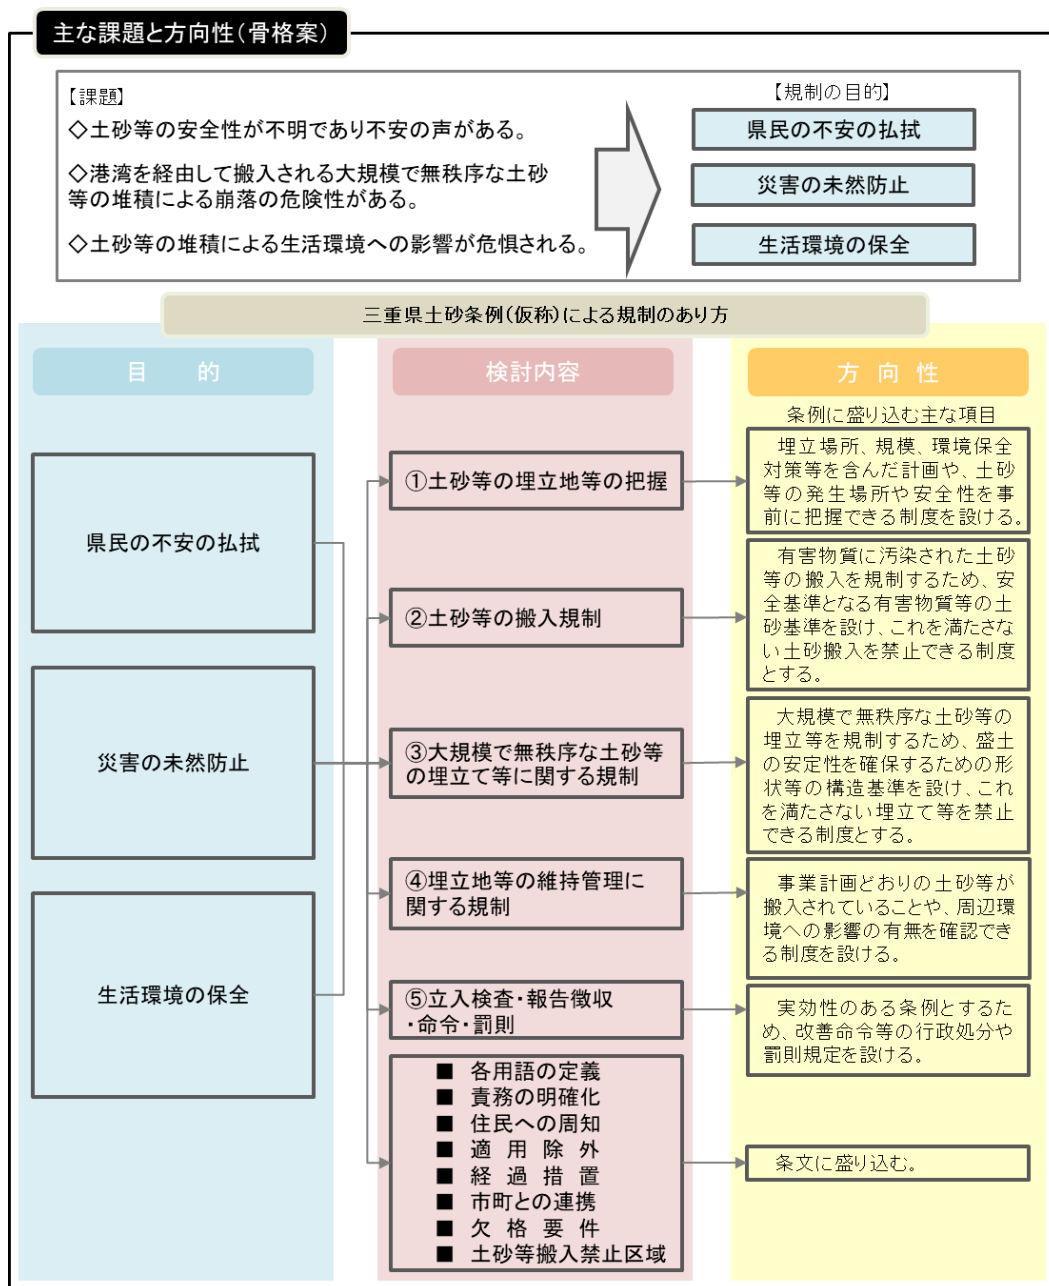 主な課題と方向性（骨格案）
【課題】
◇土砂等の安全性が不明であり不安の声がある。
◇港湾を経由して搬入される大規模で無秩序な土砂
等の堆積による崩落の危険性がある。
◇土砂等の堆積による生活環境への影響が危惧される。
【規制の目的】
県民の不安の払拭
災害の未然防止
生活環境の保全
三重県土砂条例（仮称）による規制のあり方
目　的
県民の不安の払拭
災害の未然防止
生活環境の保全
検討内容
①土砂等の埋立地等の把握
②土砂等の搬入規制
③大規模で無秩序な土砂等
の埋立て等に関する規制
④埋立地等の維持管理に
関する規制
⑤立入検査・報告徴収
・命令・罰則
■ 各用語の定義
■ 責務の明確化
■ 住民への周知
■ 適 用 除 外
■ 経 過 措 置
■ 市町との連携
■ 欠 格 要 件
■ 土砂等搬入禁止区域
方 向 性
条例に盛り込む主な項目
埋立場所、規模、環境保全
対策等を含んだ計画や、土砂
等の発生場所や安全性を事
前に把握できる制度を設ける。
有害物質に汚染された土砂
等の搬入を規制するため、安
全基準となる有害物質等の土
砂基準を設け、これを満たさな
い土砂搬入を禁止できる制度
とする。
大規模で無秩序な土砂等の
埋立等を規制するため、盛土
の安定性を確保するための形
状等の構造基準を設け、これ
を満たさない埋立て等を禁止
できる制度とする。
事業計画どおりの土砂等が
搬入されていることや、周辺環
境への影響の有無を確認でき
る制度を設ける。
実効性のある条例とするた
め、改善命令等の行政処分や
罰則規定を設ける。
条文に盛り込む。